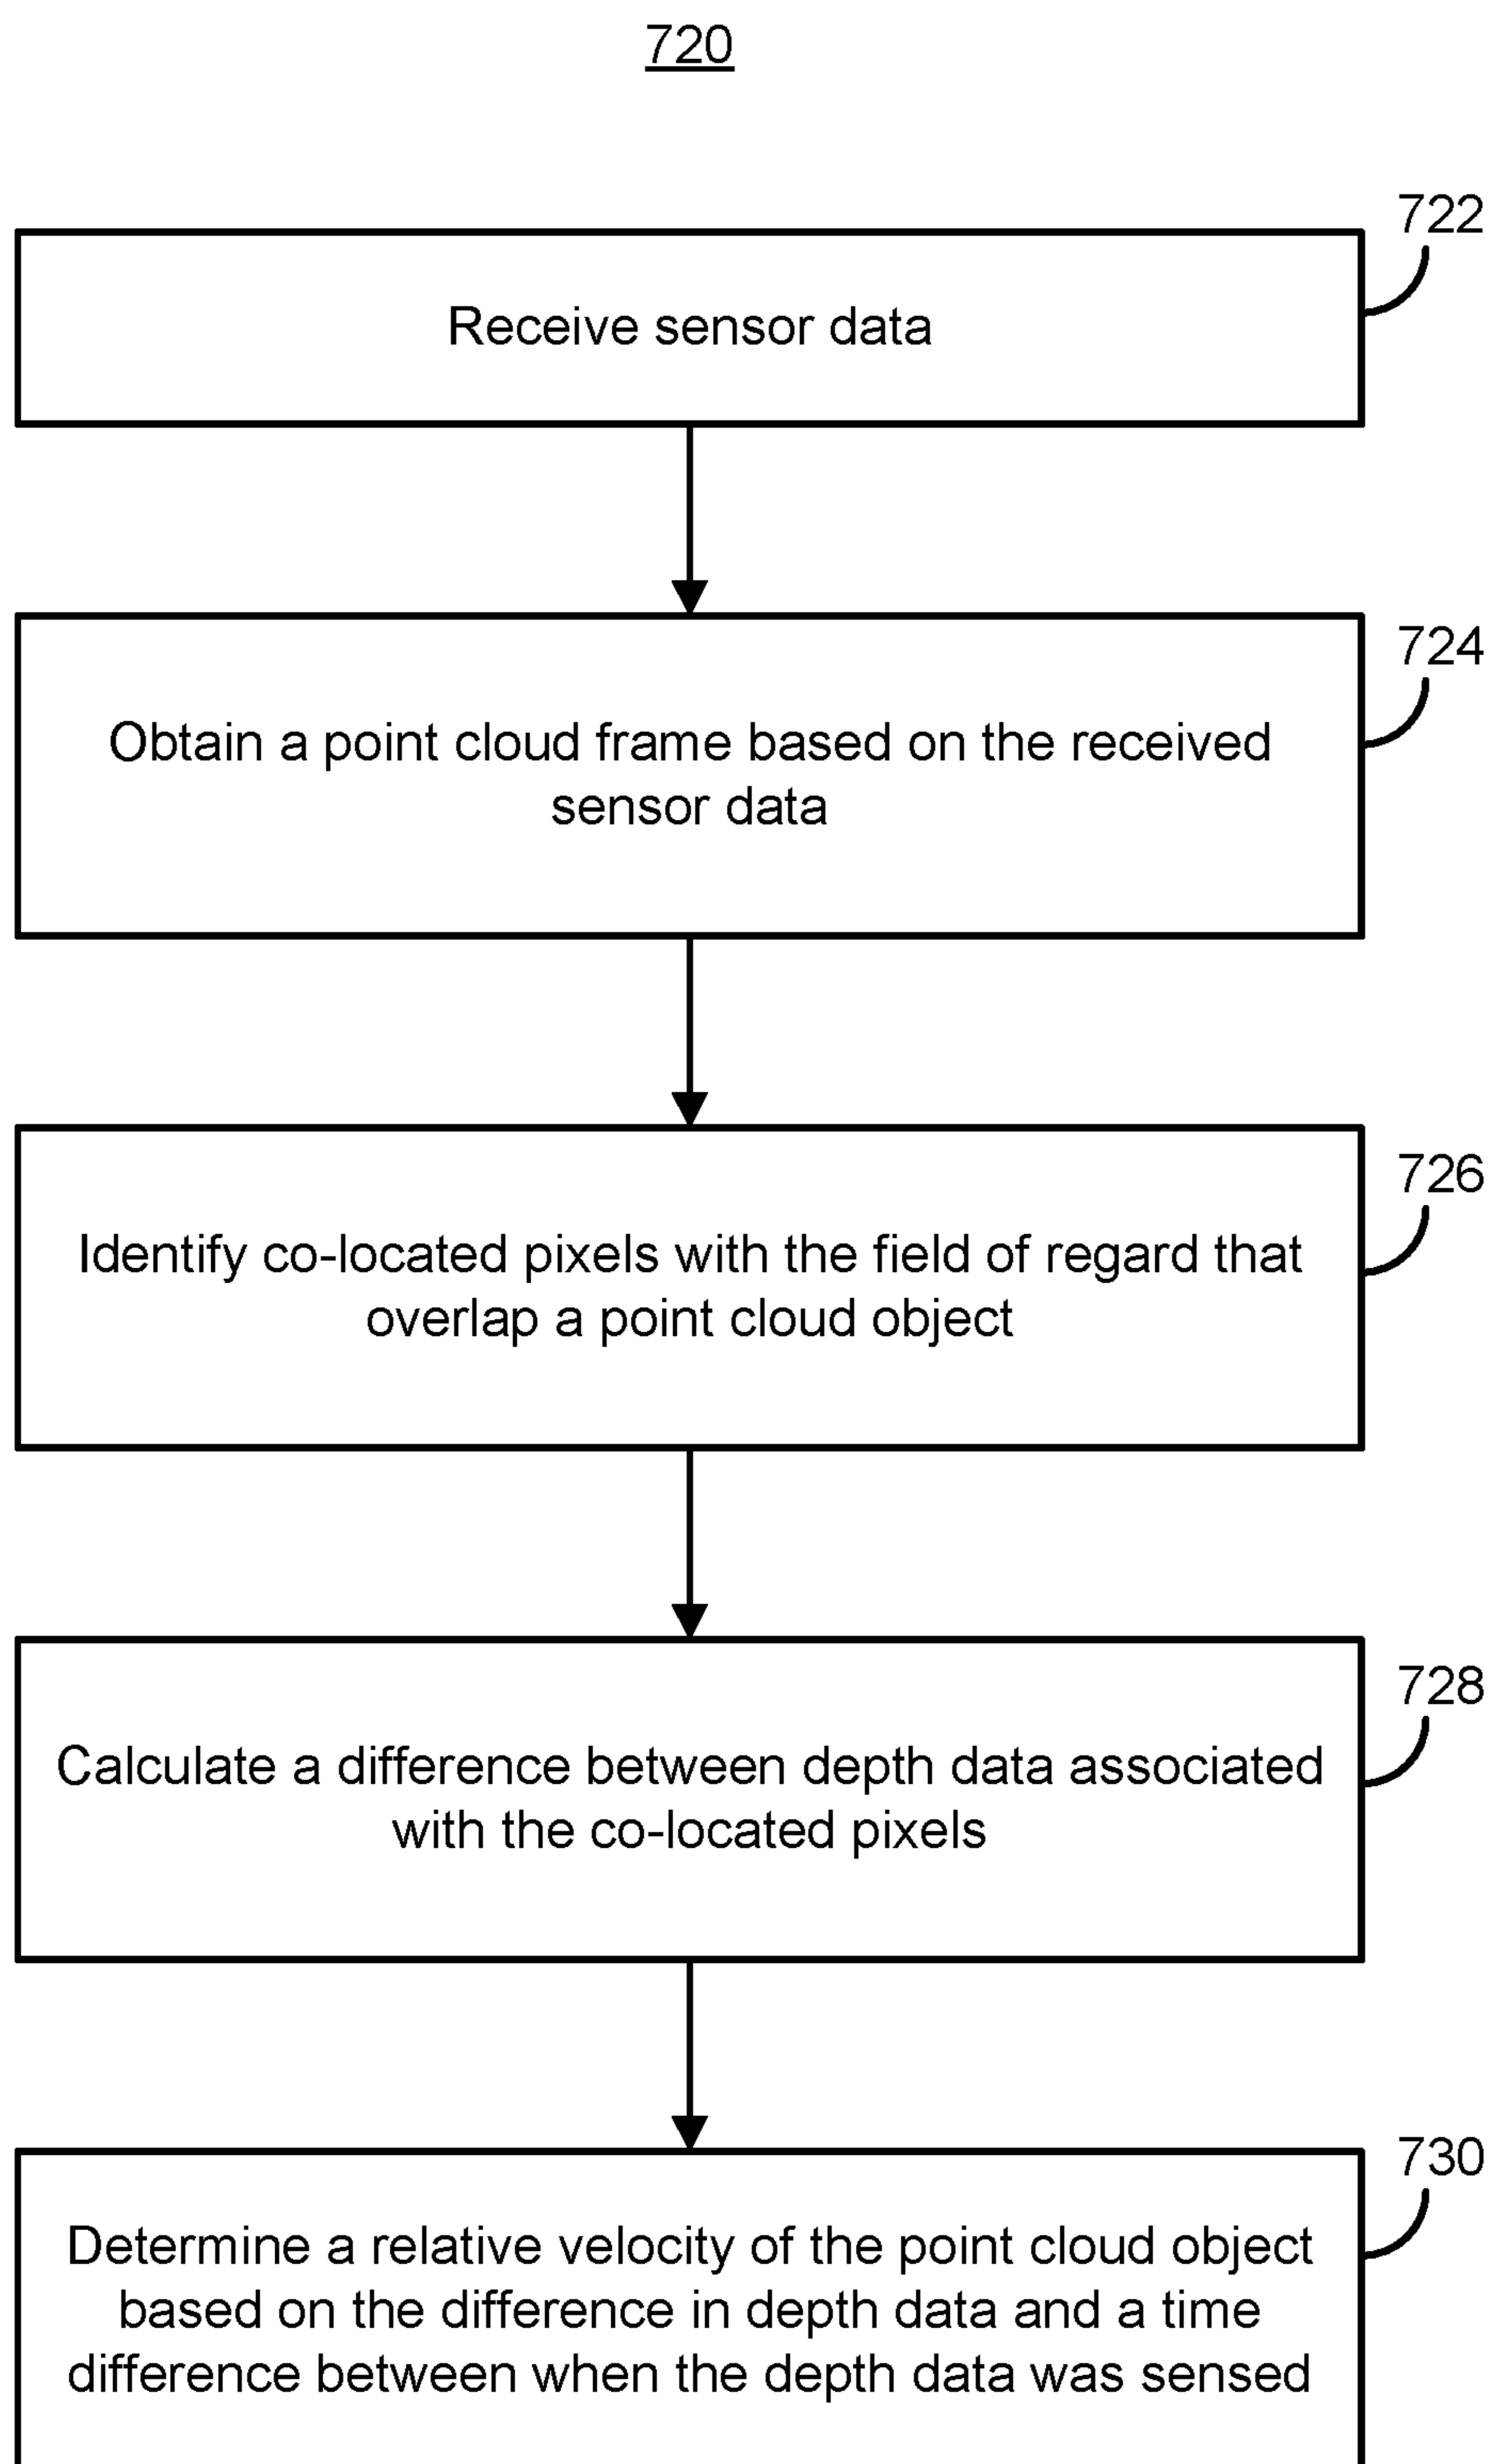 720
722
Receive sensor data
724
Obtain a point cloud frame based on the received
sensor data
726
Identify co-located pixels with the field of regard that
overlap a point cloud object
728
Calculate a difference between depth data associated
with the co-located pixels
730
Determine a relative velocity of the point cloud object
based on the difference in depth data and a time
difference between when the depth data was sensed